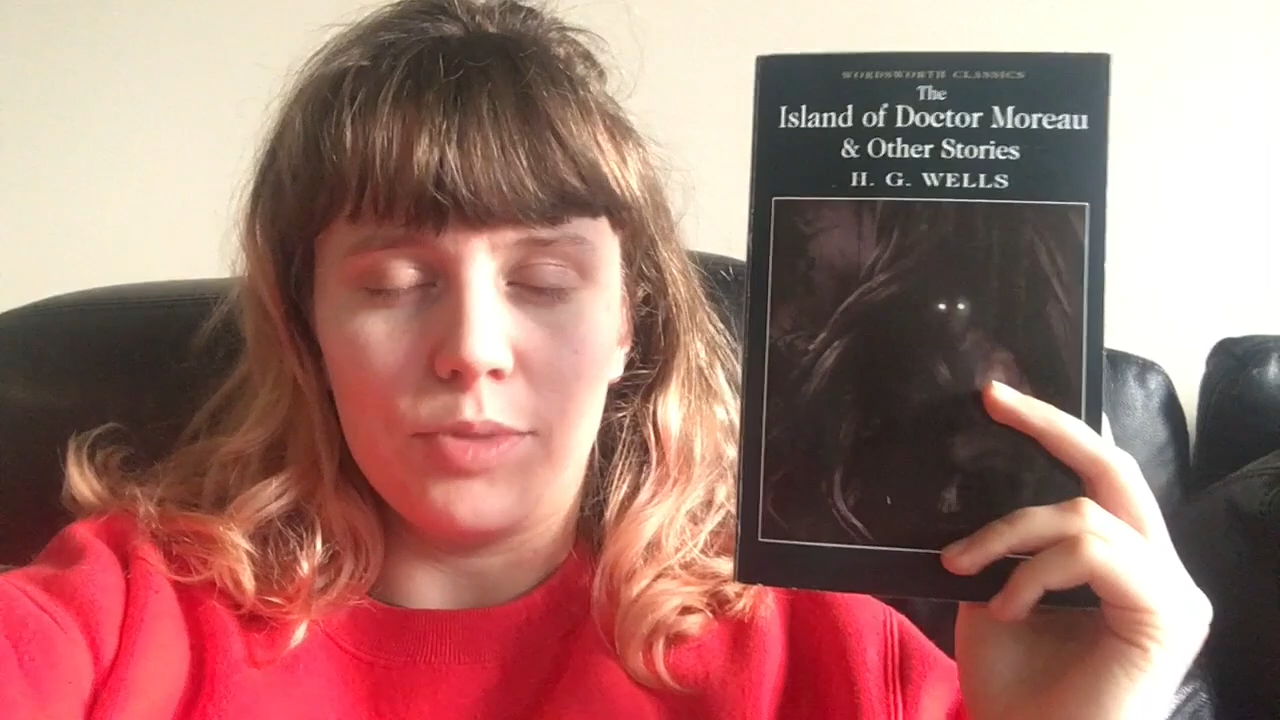 WORDSWORTH CLASSICS
The
Island of Doctor Moreau
& Other Stories
H. G. WELLS